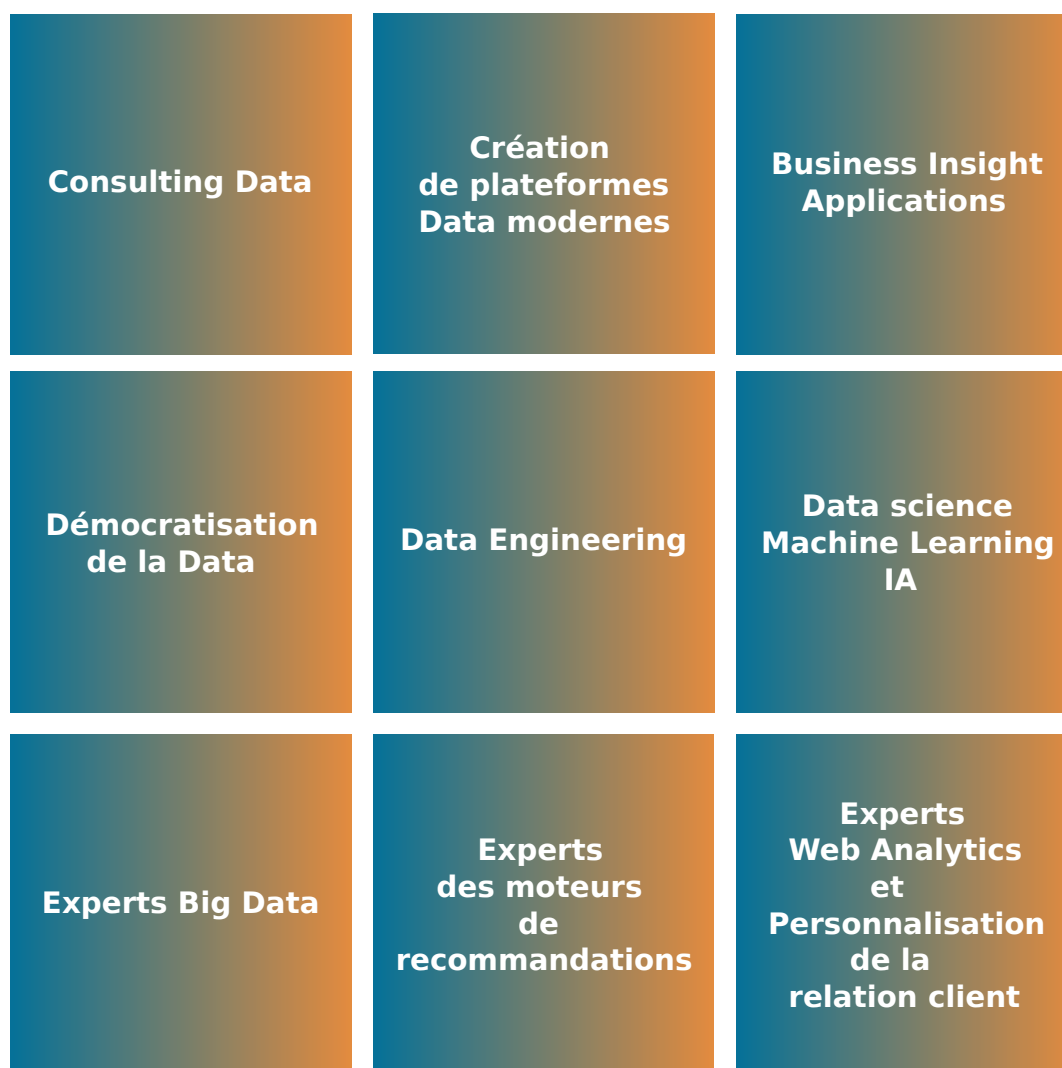 Consulting Data
Création
de plateformes
Data modernes
Business Insight
Applications
Démocratisation
de la Data
Data Engineering
Data science
Machine Learning
IA
Experts Big Data
Experts
des moteurs
de
recommandations
Experts
Web Analytics
et
Personnalisation
de la
relation client